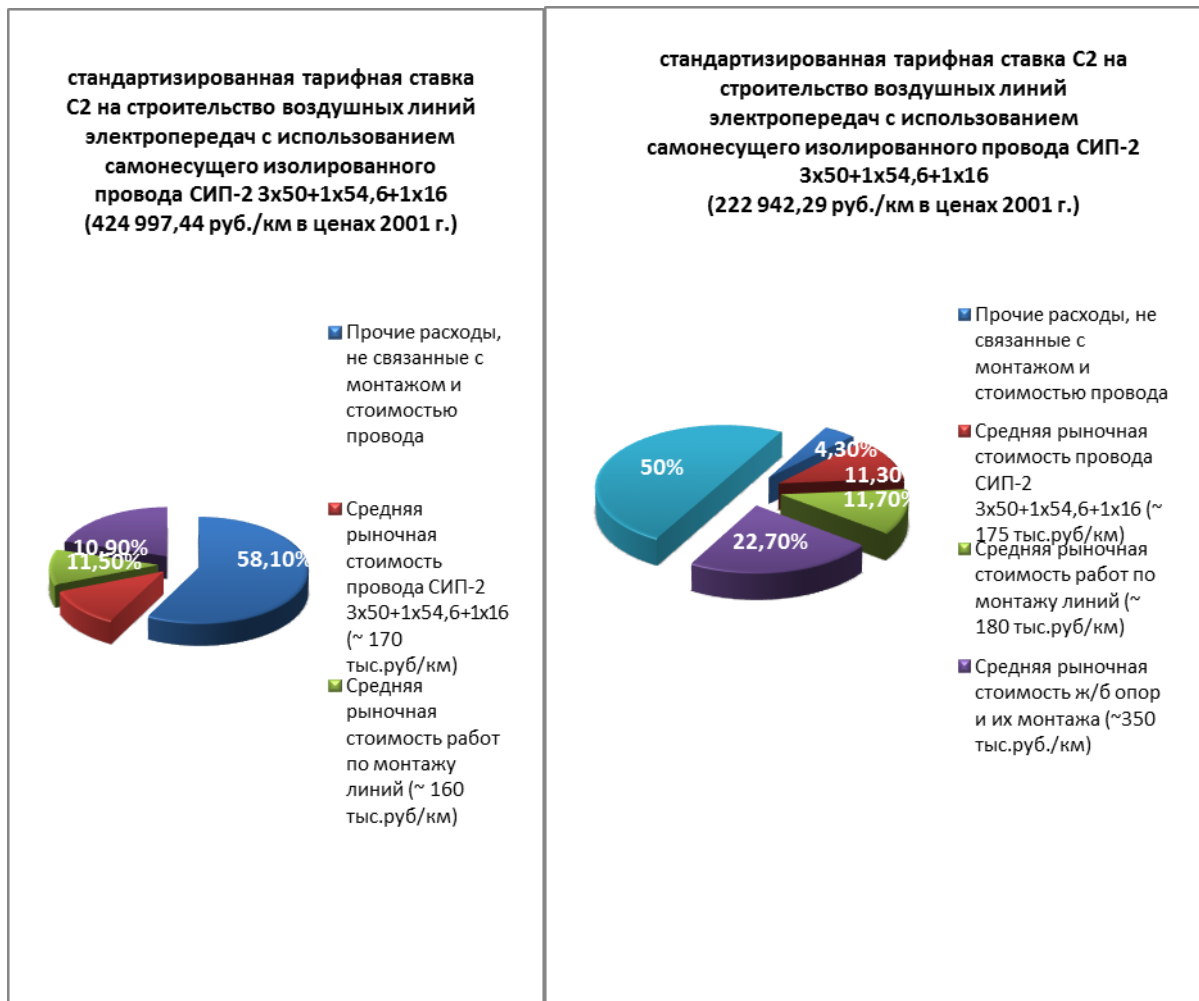 стандартизированная тарифная ставка
С2 на строительство воздушных линий
электропередач с использованием
самонесущего изолированного
провода СИП-2 3х50+1х54,6+1х16
(424 997,44 руб./км в ценах 2001 г.)
Прочие расходы,
не связанные с
монтажом и
стоимостью
провода
Средняя
рыночная
стоимость
провода СИП-2
3х50+1х54,6+1х16
(~ 170
тыс.руб/км)
Средняя
рыночная
стоимость работ
по монтажу
линий (~ 160
тыс.руб/км)
10,90%
11,50%
58,10%
стандартизированная тарифная ставка С2 на
строительство воздушных линий
электропередач с использованием
самонесущего изолированного провода СИП-2
3х50+1х54,6+1х16
(222 942,29 руб./км в ценах 2001 г.)
50%
4,30%
11,30%
11,70%
22,70%
Прочие расходы, не
связанные с
монтажом и
стоимостью провода
Средняя рыночная
стоимость провода
СИП-2
3х50+1х54,6+1х16 (~
175 тыс.руб/км)
Средняя рыночная
стоимость работ по
монтажу линий (~
180 тыс.руб/км)
Средняя рыночная
стоимость ж/б опор
и их монтажа (~350
тыс.руб./км)